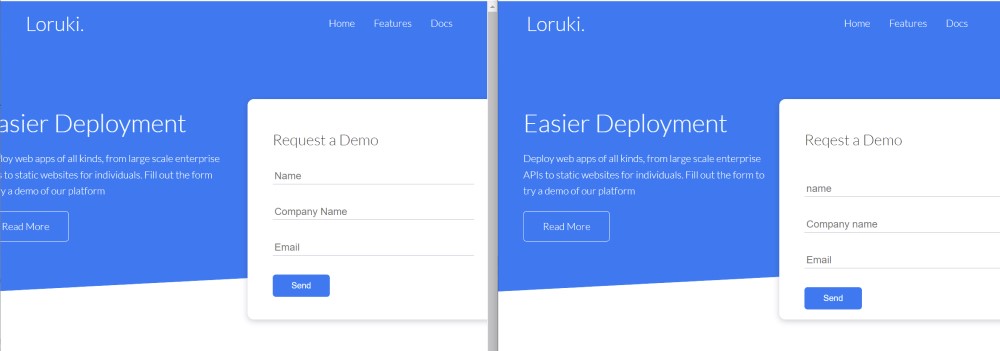 Loruki.
Home Features Docs
asier Deployment
loy web apps of all kinds, from large scale enterprise
s to static websites for individuals. Fill out the form
ry a demo of our platform
Read More
Request a Demo
Name
Company Name
Email
Send
Loruki.
Home Features Docs
Easier Deployment
Deploy web apps of all kinds, from large scale enterprise
APIs to static websites for individuals. Fill out the form to
try a demo of our platform
Read More
Reqest a Demo
name
Company name
Email
Send